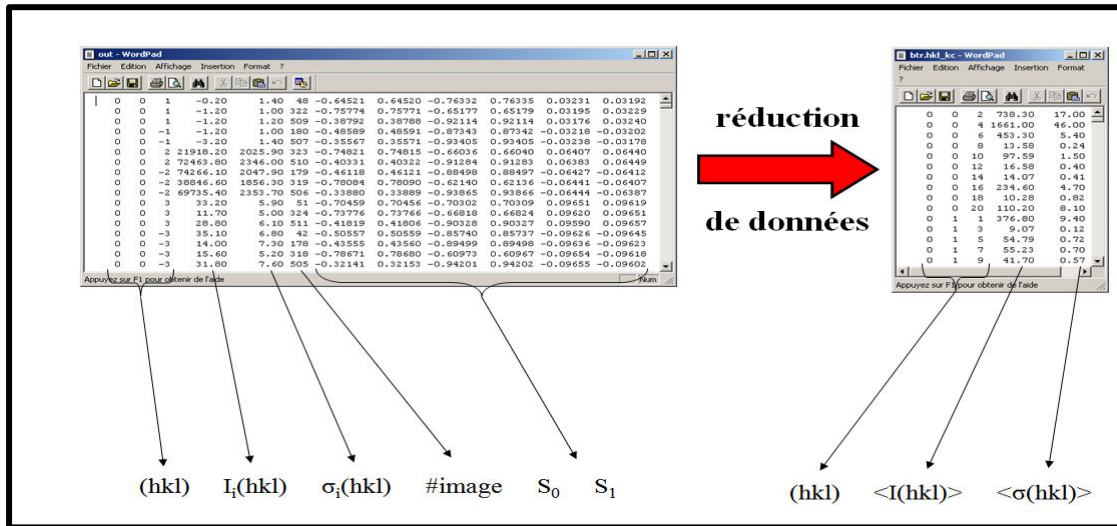 out - WordPad
Fichier Edition Affichage Insertion Format ?
0 0 1 -0.20 1.40 48 -0.64521 0.64520 -0.76332 0.76335 0.03231 0.03192
0 0 1 -1.20 1.00 322 -0.75774 0.75771 -0.65177 0.65179 0.03195 0.03229
0 0 1 -1.20 1.20 509 -0.38792 0.38788 -0.92114 0.92114 0.03176 0.03240
0 0 -1 -1.20 1.00 180 -0.48589 0.48591 -0.87343 0.87342 -0.03218 -0.03202
0 0 -1 -3.20 1.40 507 -0.35567 0.35571 -0.93405 0.93405 -0.03238 -0.03178
0 0 2 21918.20 2025.90 323 -0.74821 0.74815 -0.66036 0.66040 0.06407 0.06440
0 0 -2 72463.80 2346.00 510 -0.40331 0.40322 -0.91284 0.91283 0.06383 0.06449
0 0 -2 74266.10 2047.90 179 -0.46118 0.46121 -0.88498 0.88497 -0.06427 -0.06412
0 0 -2 38846.60 1856.30 319 -0.78084 0.78090 -0.62140 0.62136 -0.06441 -0.06407
0 0 -2 69735.40 2353.70 506 -0.33880 0.33889 -0.93865 0.93866 -0.06444 -0.06387
0 0 3 33.20 5.90 51 -0.70459 0.70456 -0.70302 0.70309 0.09651 0.09619
0 0 3 11.70 5.00 324 -0.73776 0.73766 -0.66818 0.66824 0.09620 0.09651
0 0 3 28.80 6.10 511 -0.41819 0.41806 -0.90328 0.90327 0.09590 0.09657
0 0 -3 35.10 6.80 42 -0.50557 0.50559 -0.85740 0.85737 -0.09626 -0.09645
0 0 -3 14.00 7.30 178 -0.43555 0.43560 -0.89499 0.89498 -0.09636 -0.09623
0 0 -3 15.60 5.20 318 -0.78671 0.78680 -0.60973 0.60967 -0.09654 -0.09618
0 0 -3 31.80 7.60 505 -0.32141 0.32153 -0.94201 0.94202 -0.09655 -0.09602
Appuyez sur F1 pour obtenir de l'aide
Num
réduction
de données
btr.hkl_kc - WordPad
Fichier Edition Affichage Insertion Format
?
0 0 2 738.30 17.00
0 0 4 1661.00 46.00
0 0 6 453.30 5.40
0 0 8 13.58 0.24
0 0 10 97.59 1.50
0 0 12 16.58 0.40
0 0 14 14.07 0.41
0 0 16 234.60 4.70
0 0 18 10.28 0.82
0 0 20 110.20 8.10
0 1 1 376.80 9.40
0 1 3 9.07 0.12
0 1 5 54.79 0.72
0 1 7 55.23 0.70
0 1 9 41.70 0.57
Appuyez sur F1 pour obtenir de l'aide
(hkl) Iᵢ(hkl) σᵢ(hkl) #image S₀ S₁
(hkl) <I(hkl)> <σ(hkl)>